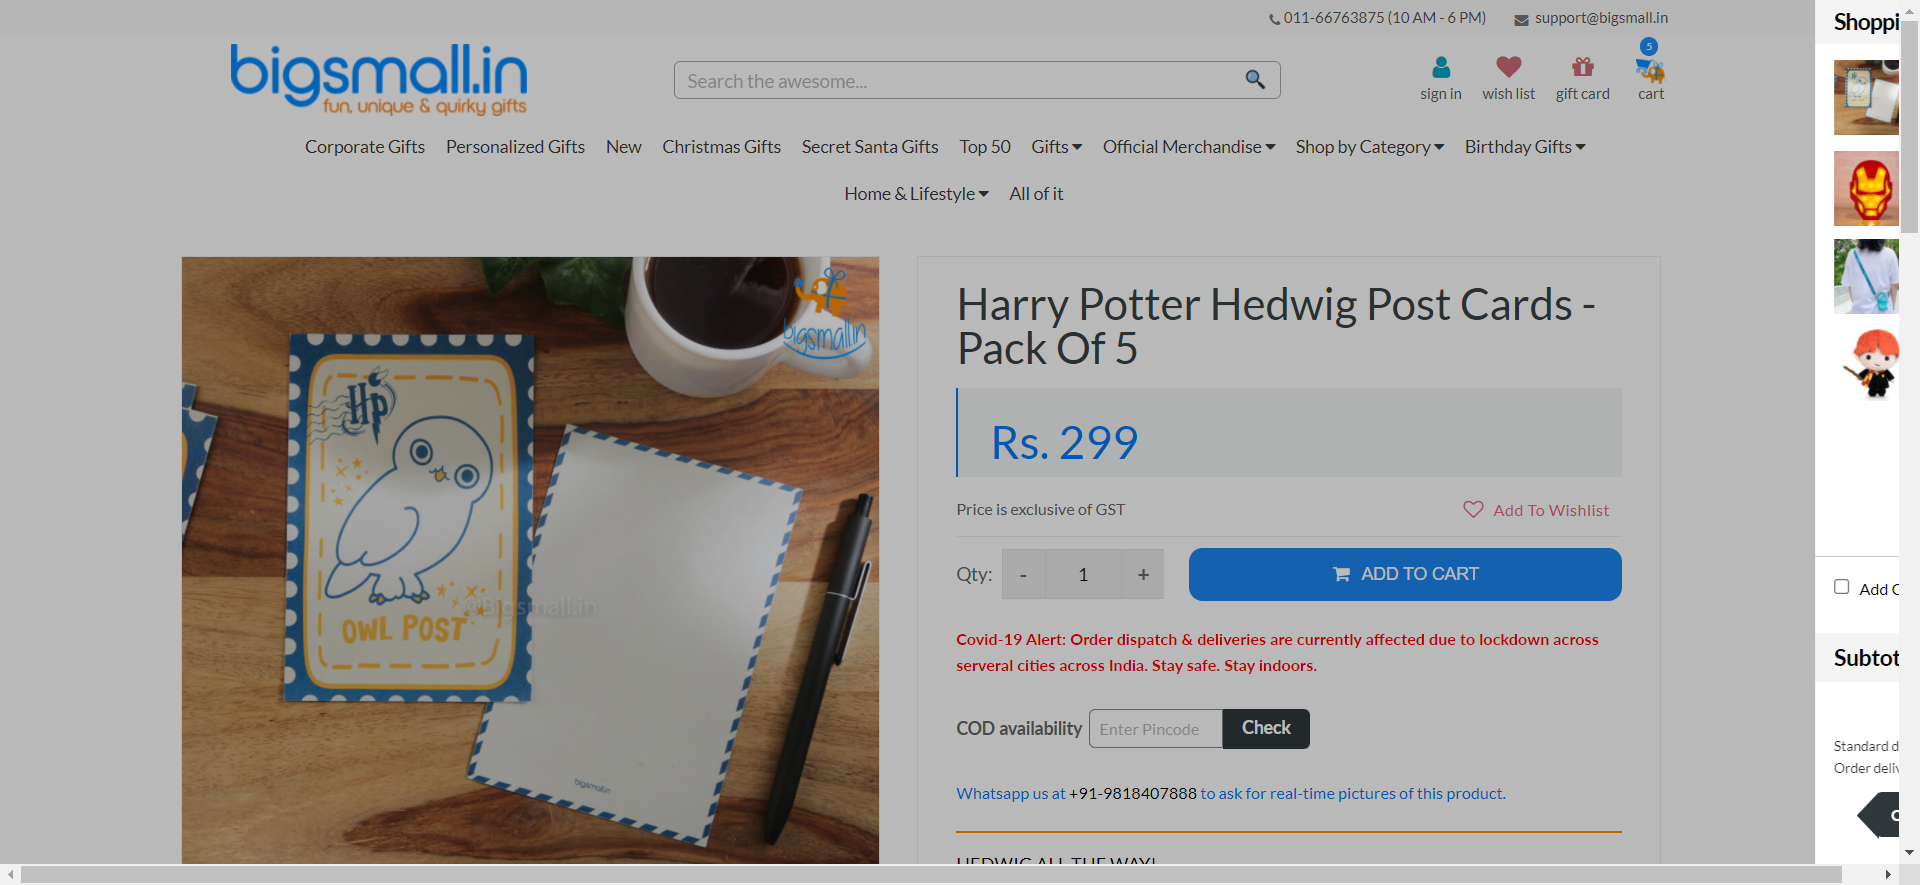 011-66763875 (10 AM - 6 PM) support@bigsmall.in
bigsmall.in
fun, unique & quirky gifts
Search the awesome...
5
sign in wish list gift card cart
Corporate Gifts Personalized Gifts New Christmas Gifts Secret Santa Gifts Top 50 Gifts Official Merchandise Shop by Category Birthday Gifts
Home & Lifestyle All of it
bigsmall.in
HP
OWL POST
@Bigsmall.in
bigsmall.in
Harry Potter Hedwig Post Cards -
Pack Of 5
Rs. 299
Price is exclusive of GST
Add To Wishlist
Qty: - 1 + ADD TO CART
Covid-19 Alert: Order dispatch & deliveries are currently affected due to lockdown across
serveral cities across India. Stay safe. Stay indoors.
COD availability Enter Pincode Check
Whatsapp us at +91-9818407888 to ask for real-time pictures of this product.
HEDWIG ALL THE WAY!
Shoppi
Add
Subtot
Standard d
Order deliv